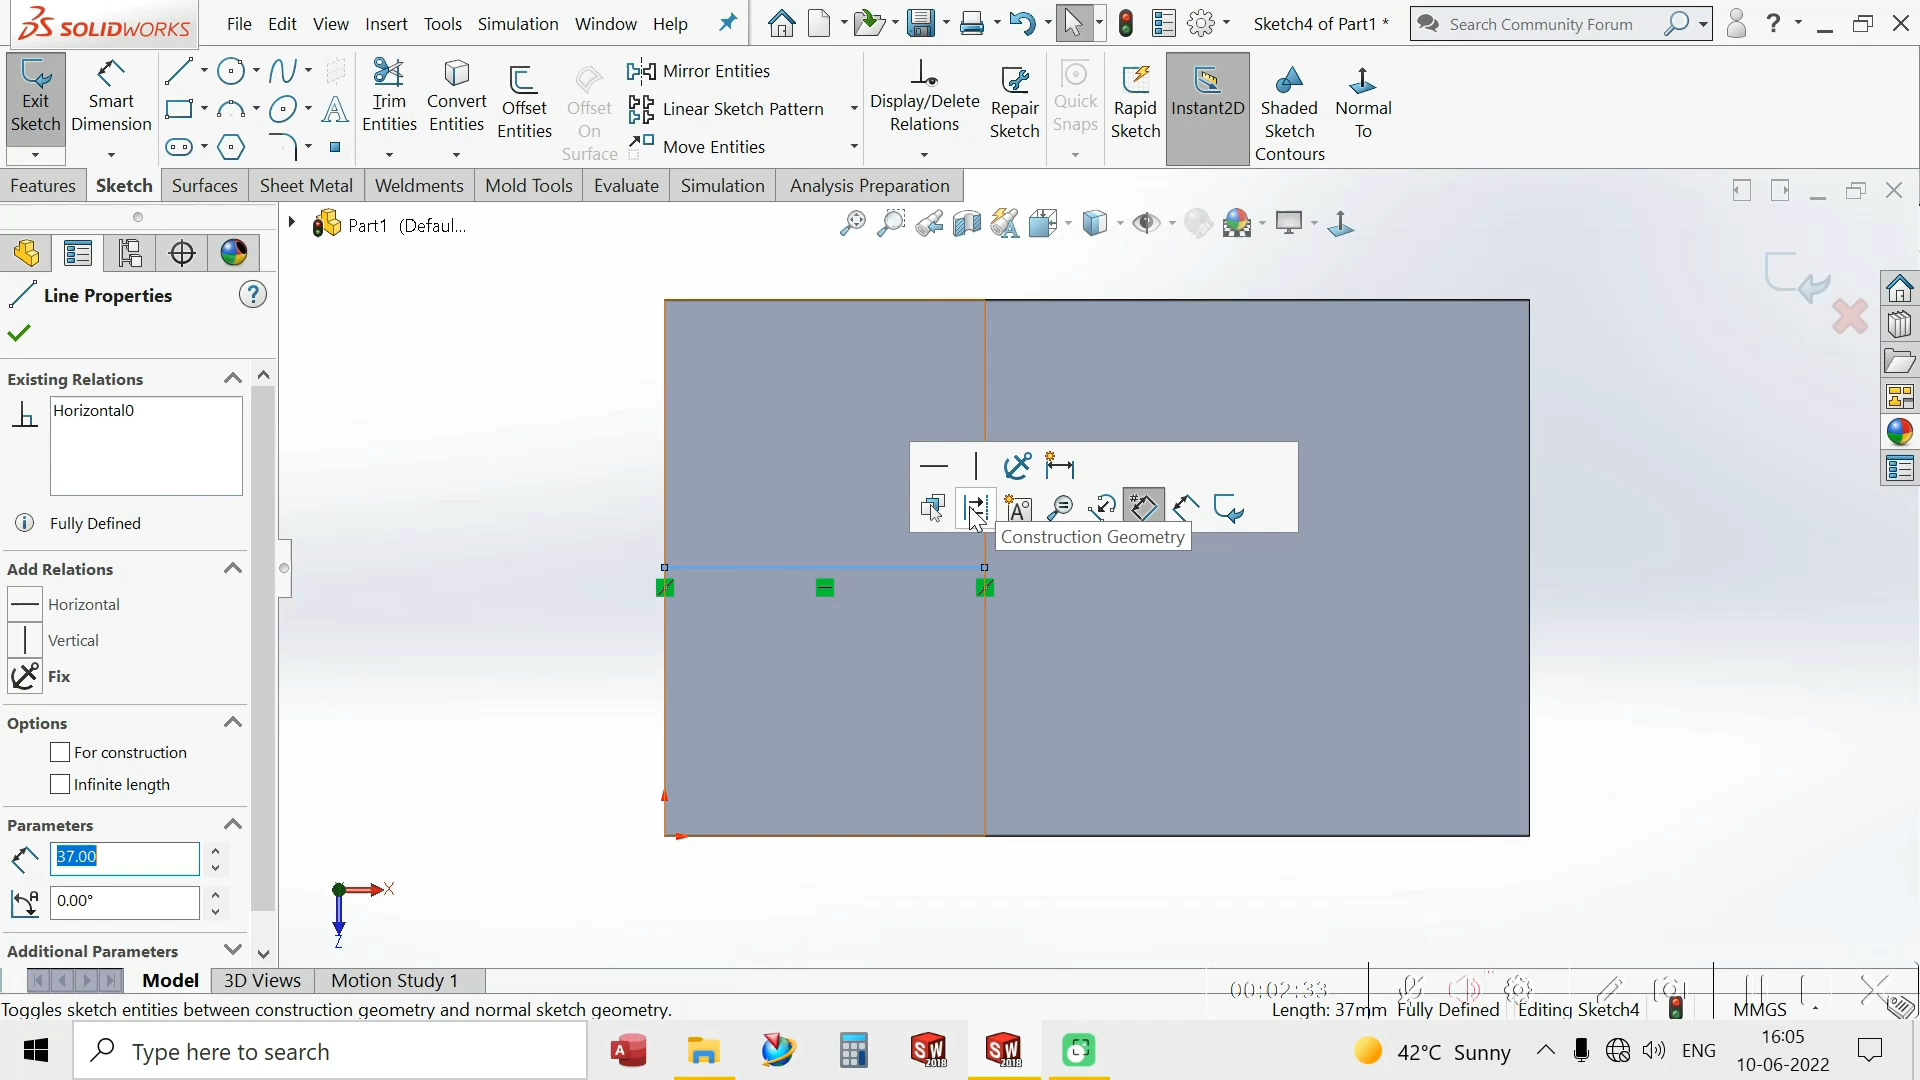 SOLIDWORKS File Edit View Insert Tools Simulation Window Help Sketch4 of Part1 * Search Community Forum ?
Exit Sketch
Smart Dimension
Trim Entities
Convert Entities
Offset Entities
Offset On Surface
Mirror Entities
Linear Sketch Pattern
Move Entities
Display/Delete Relations
Repair Sketch
Quick Snaps
Rapid Sketch
Instant2D
Shaded Sketch Contours
Normal To
Features Sketch Surfaces Sheet Metal Weldments Mold Tools Evaluate Simulation Analysis Preparation
Part1 (Defaul...
Line Properties ?
Existing Relations
Horizontal0
Fully Defined
Add Relations
Horizontal
Vertical
Fix
Options
For construction
Infinite length
Parameters
37.00
0.00°
Additional Parameters
Construction Geometry
X
Z
Model 3D Views Motion Study 1
00:02:33
Toggles sketch entities between construction geometry and normal sketch geometry. Length: 37mm Fully Defined Editing Sketch4 MMGS
Type here to search
42°C Sunny ENG
16:05
10-06-2022